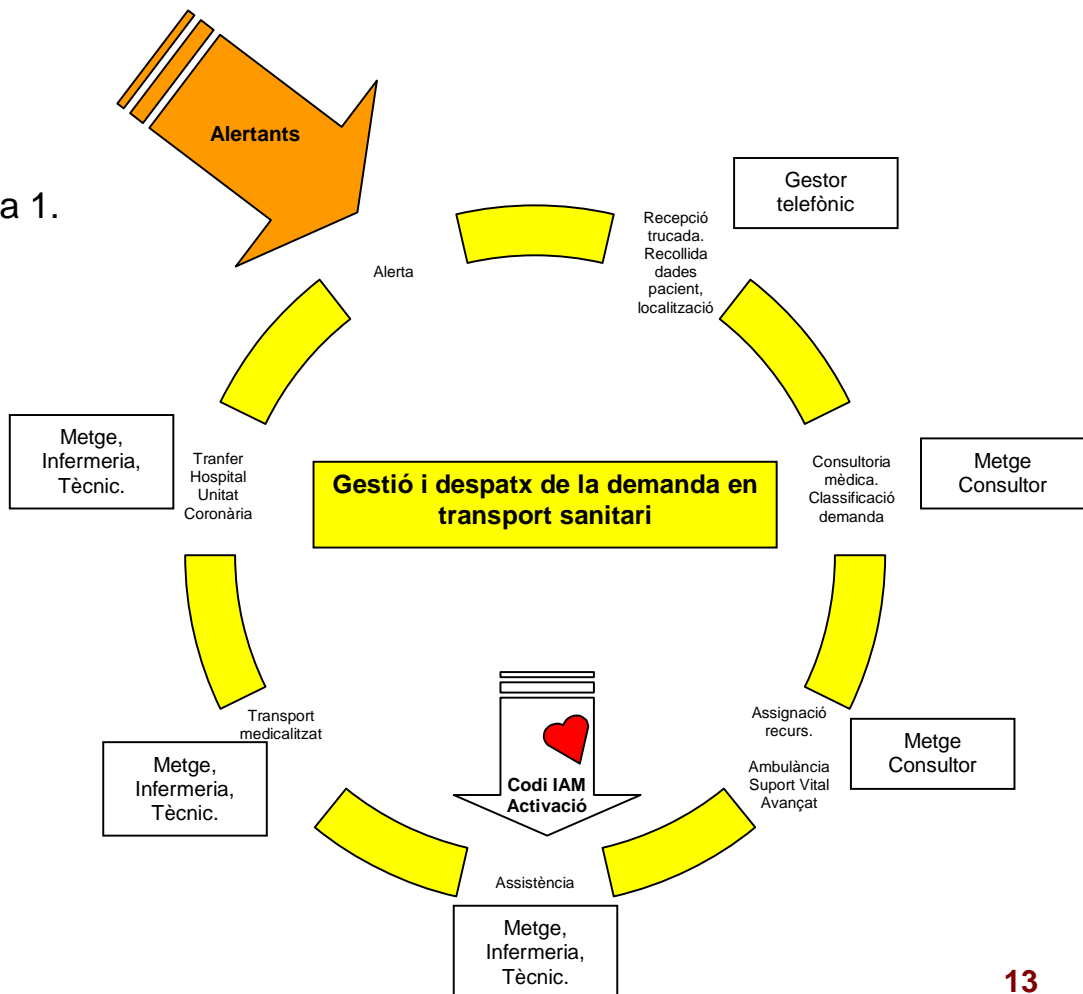 Alertants
a 1.
Gestor
telefònic
Recepció
trucada.
Recollida
dades
pacient,
localització
Alerta
Metge,
Infermeria,
Tècnic.
Tranfer
Hospital
Unitat
Coronària
Gestió i despatx de la demanda en
transport sanitari
Consultoria
mèdica.
Classificació
demanda
Metge
Consultor
Transport
medicalitzat
Metge,
Infermeria,
Tècnic.
Codi IAM
Activació
Assignació
recurs.
Ambulància
Suport Vital
Avançat
Metge
Consultor
Assistència
Metge,
Infermeria,
Tècnic.
13